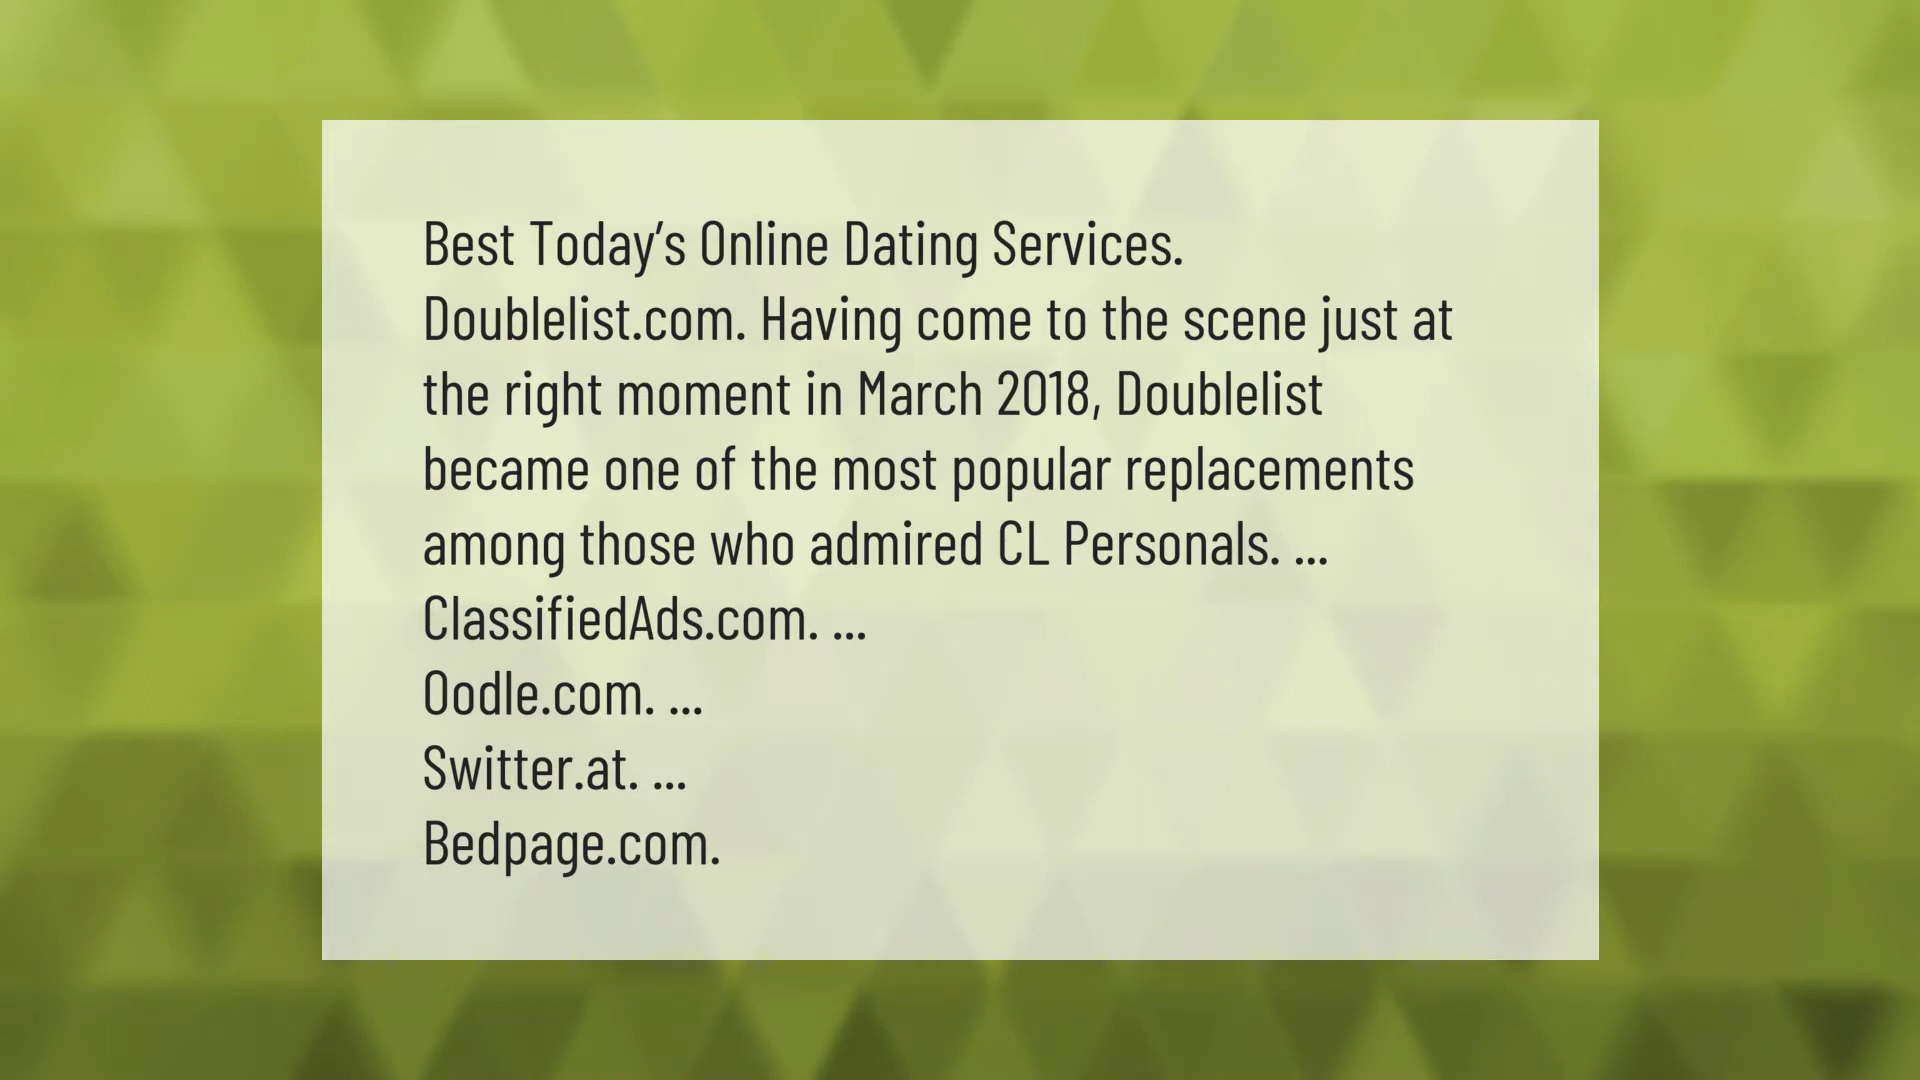 Best Today's Online Dating Services.
Doublelist.com. Having come to the scene just at
the right moment in March 2018, Doublelist
became one of the most popular replacements
among those who admired CL Personals. ...
ClassifiedAds.com. ...
Oodle.com. ...
Switter.at. ...
Bedpage.com.